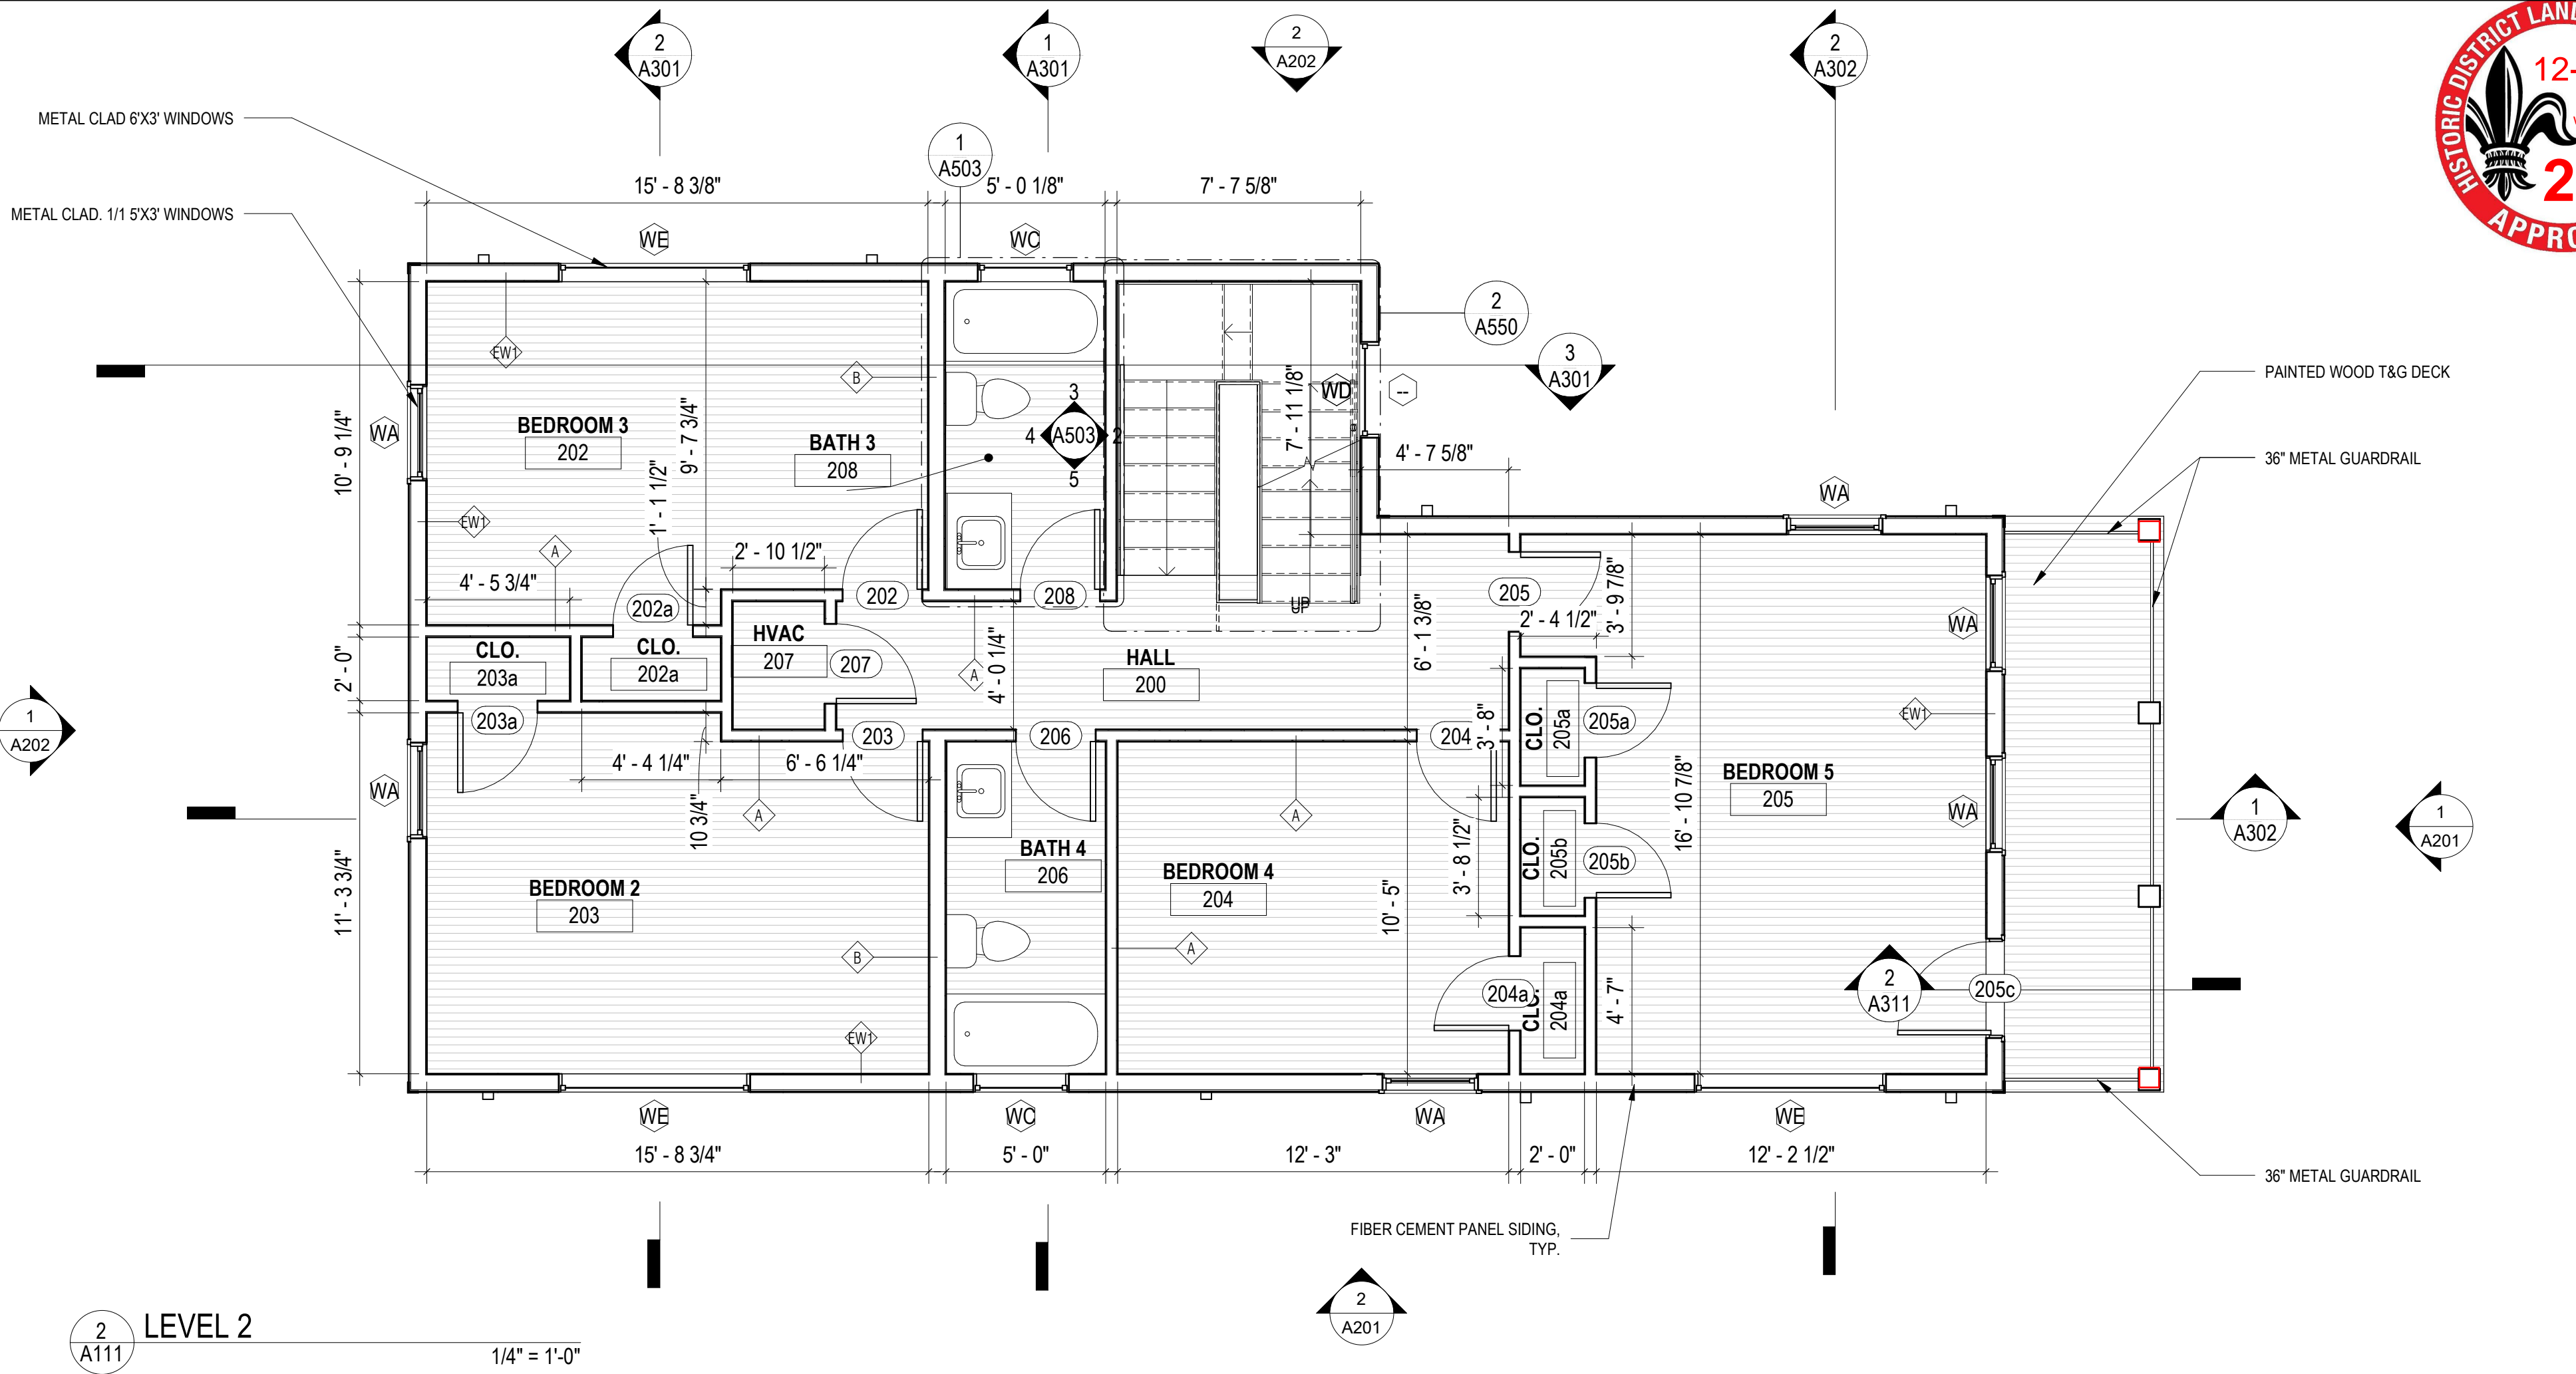 2
A301
1
A301
2
A202
2
A302
HISTORIC DISTRICT
12-
2
METAL CLAD 6'X3' WINDOWS
METAL CLAD. 1/1 5'X3' WINDOWS
1
A503
15' - 8 3/8"
5' - 0 1/8"
7' - 7 5/8"
WE
WC
2
A550
3
A301
EW1
B
WD
--
PAINTED WOOD T&G DECK
WA
BEDROOM 3
202
10' - 9 1/4"
9' - 7 3/4"
1' - 11 1/2"
BATH 3
208
3
4
A503
2
5
7' - 11 1/8"
4' - 7 5/8"
36" METAL GUARDRAIL
WA
EW1
A
2' - 10 1/2"
4' - 5 3/4"
202a
202
208
UP
205
2' - 4 1/2"
3' - 9 7/8"
6' - 1 3/8"
WA
CLO.
203a
CLO.
202a
HVAC
207
207
A
4' - 0 1/4"
HALL
200
2' - 0"
1
A202
203a
203
206
204
3' - 8"
CLO.
205a
205a
EW1
4' - 4 1/4"
6' - 6 1/4"
WA
10 3/4"
A
A
16' - 10 7/8"
BEDROOM 5
205
WA
1
A302
1
A201
11' - 3 3/4"
BEDROOM 2
203
BATH 4
206
BEDROOM 4
204
10' - 5"
3' - 8 1/2"
CLO.
205b
205b
B
A
EW1
204a
CLO.
204a
4' - 7"
2
A311
205c
WE
WC
WA
WE
15' - 8 3/4"
5' - 0"
12' - 3"
2' - 0"
12' - 2 1/2"
36" METAL GUARDRAIL
FIBER CEMENT PANEL SIDING,
TYP.
2
A201
2
A111
LEVEL 2
1/4" = 1'-0"